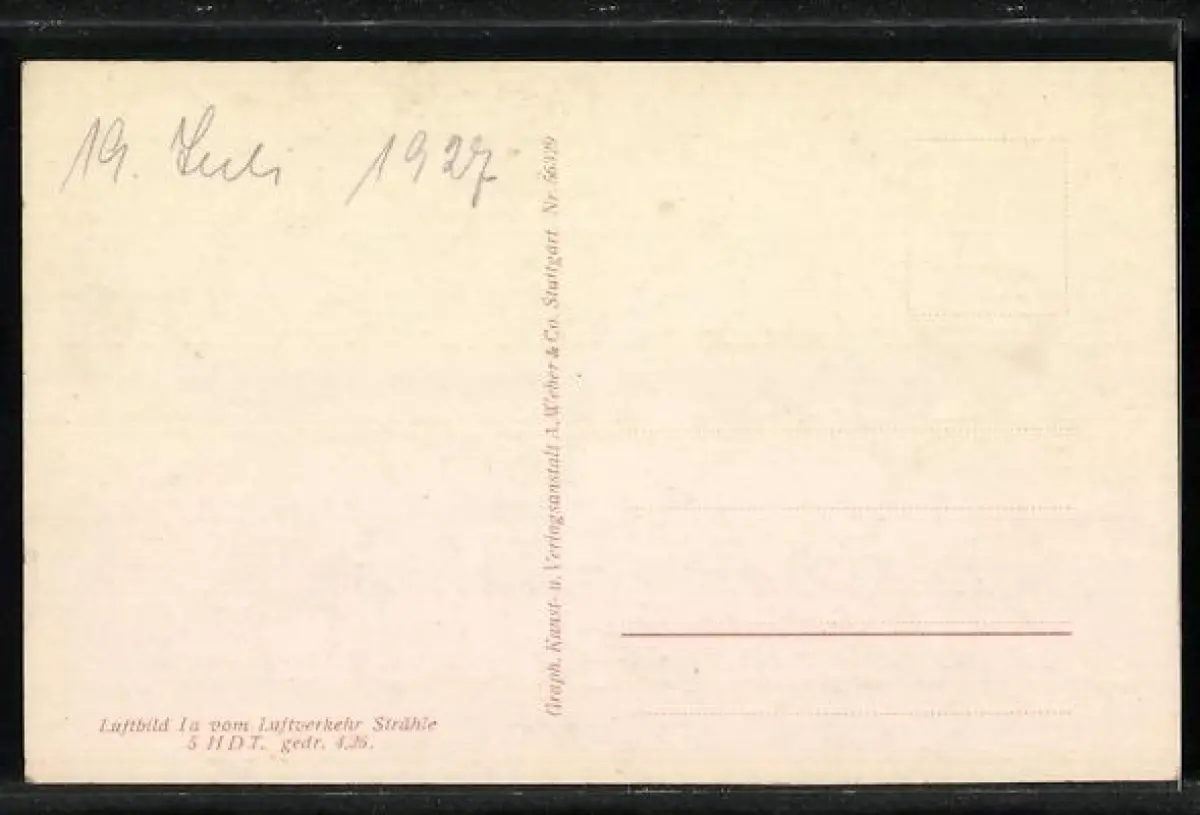 19. Juli 1927
Graph. Kunst- u. Verlagsanstalt A. Weber & Co. Stuttgart Nr.
Luftbild Ia vom Luftverkehr Strähle
5 HDT. gedr. 4.26.